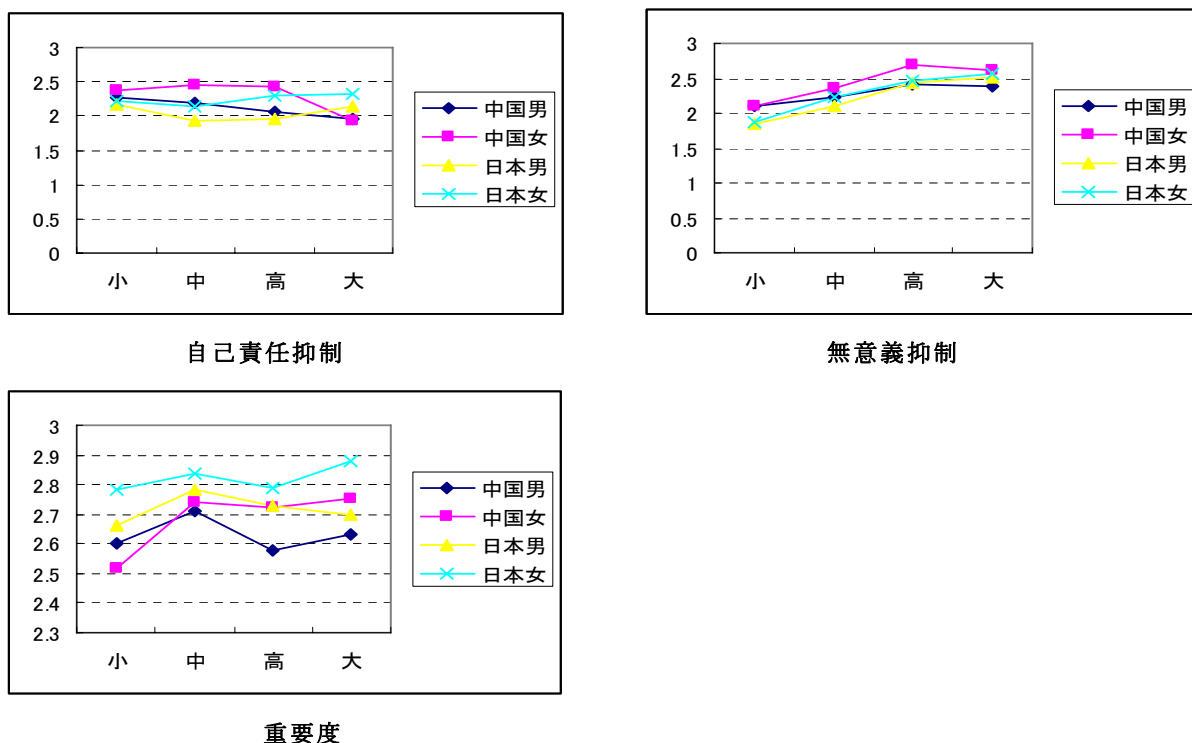 3
2.5
2
1.5
1
0.5
0
小 中 高 大
中国男
中国女
日本男
日本女
自己責任抑制
3
2.5
2
1.5
1
0.5
0
小 中 高 大
中国男
中国女
日本男
日本女
無意義抑制
3
2.9
2.8
2.7
2.6
2.5
2.4
2.3
小 中 高 大
中国男
中国女
日本男
日本女
重要度